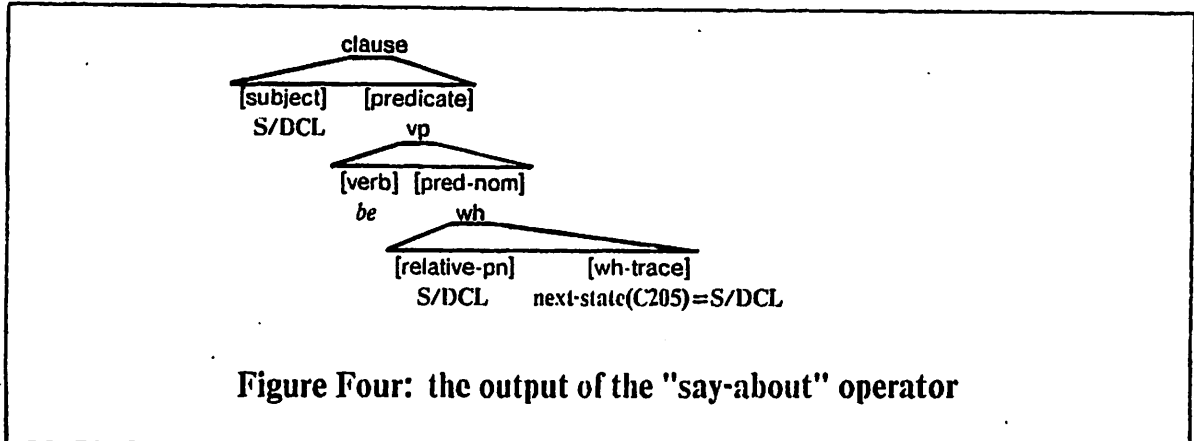 clause
[subject] [predicate]
S/DCL vp
[verb] [pred-nom]
be wh
[relative-pn] [wh-trace]
S/DCL next-state(C205)=S/DCL
Figure Four: the output of the "say-about" operator